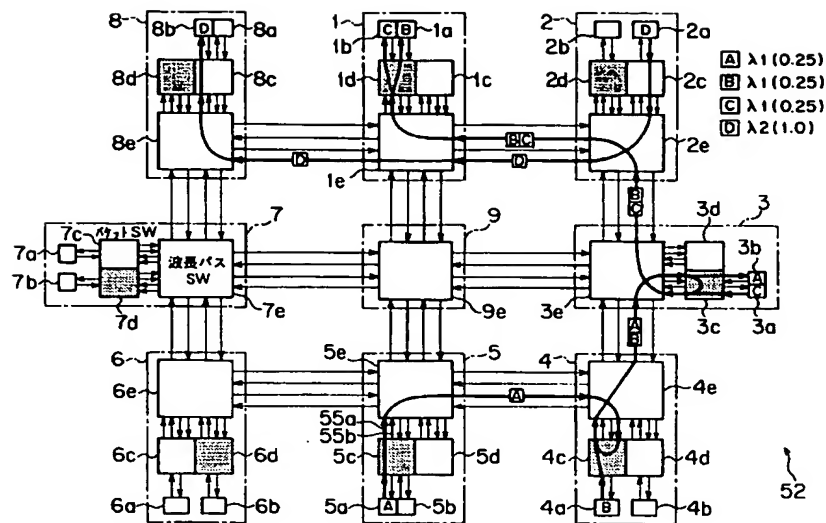 8 8b D 8a
1 C B 1a
1b
2 D 2a
2b
8d 8c
1d 1c
2d 2c
A λ1(0.25)
B λ1(0.25)
C λ1(0.25)
D λ2(1.0)
8e
D
1e
B C
D
2e
B C
7
9
3
7c パケットSW
7a
7b
7d
波長パス
SW
7e
9e
3d
3b
A
C
3a
3c
3e
A B
6
6e
5e
5
4
4e
A
55a
55b
6c 6d
5c 5d
4c 4d
6a 6b
5a A 5b
4a B 4b
52